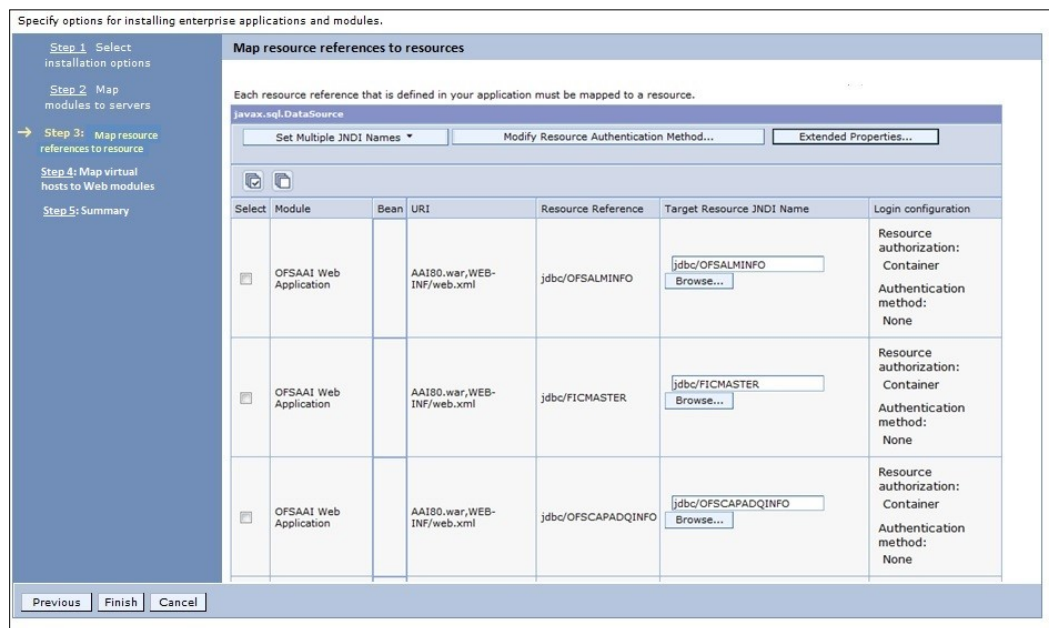 Specify options for installing enterprise applications and modules.
Step 1 Select
installation options
Step 2 Map
modules to servers
Step 3: Map resource
references to resource
Step 4: Map virtual
hosts to Web modules
Step 5: Summary
Map resource references to resources
Each resource reference that is defined in your application must be mapped to a resource.
javax.sql.DataSource
Set Multiple JNDI Names
Modify Resource Authentication Method...
Extended Properties...
Select Module Bean URI Resource Reference Target Resource JNDI Name Login configuration
OFSAAI Web
Application
AAI80.war,WEB-
INF/web.xml
jdbc/OFSALMINFO
jdbc/OFSALMINFO
Browse...
Resource
authorization:
Container
Authentication
method:
None
OFSAAI Web
Application
AAI80.war,WEB-
INF/web.xml
jdbc/FICMASTER
jdbc/FICMASTER
Browse...
Resource
authorization:
Container
Authentication
method:
None
OFSAAI Web
Application
AAI80.war,WEB-
INF/web.xml
jdbc/OFSCAPADQINFO
jdbc/OFSCAPADQINFO
Browse...
Resource
authorization:
Container
Authentication
method:
None
Previous Finish Cancel